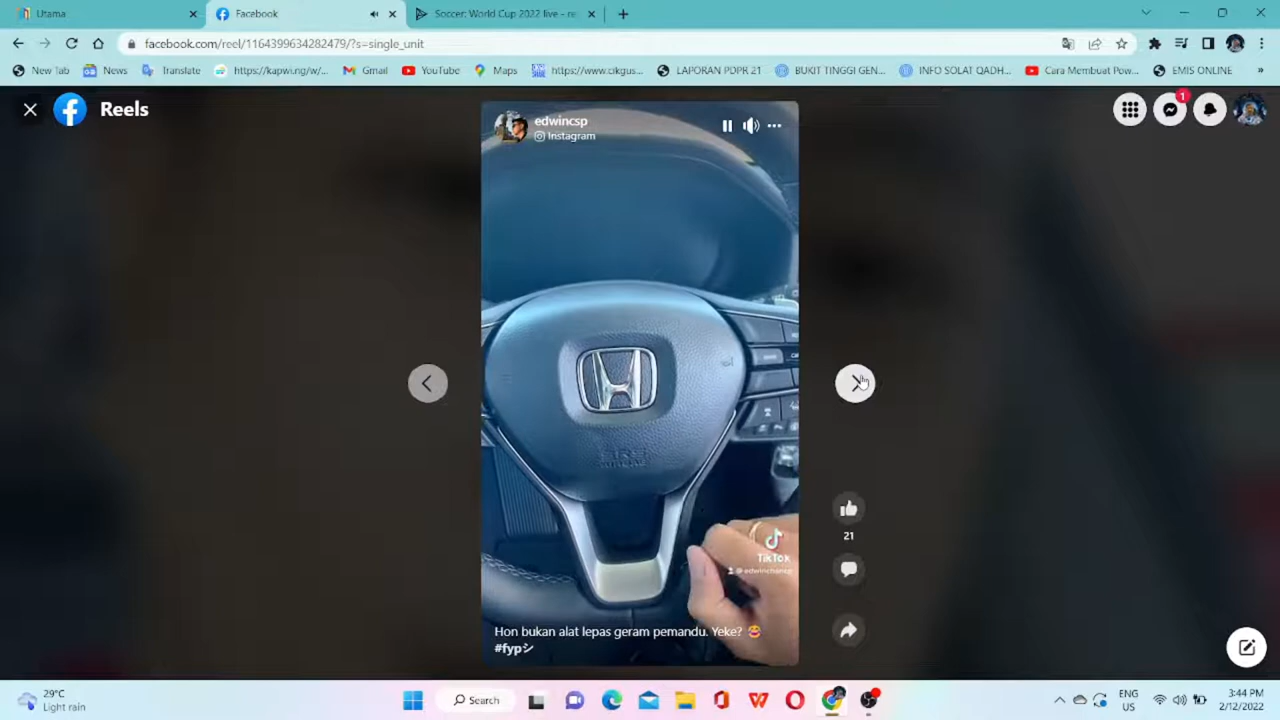 Utama
Facebook
Soccer: World Cup 2022 live - re
facebook.com/reel/1164399634282479/?s=single_unit
New Tab
News
Translate
https://kapwi.ng/w/...
Gmail
YouTube
Maps
https://www.cikgus...
LAPORAN PDPR 21
BUKIT TINGGI GEN...
INFO SOLAT QADH...
Cara Membuat Pow...
EMIS ONLINE
»
Reels
1
edwincsp
Instagram
21
TikTok
Hon bukan alat lepas geram pemandu. Yeke?
#fypシ
29°C
Light rain
Search
ENG
US
3:44 PM
2/12/2022